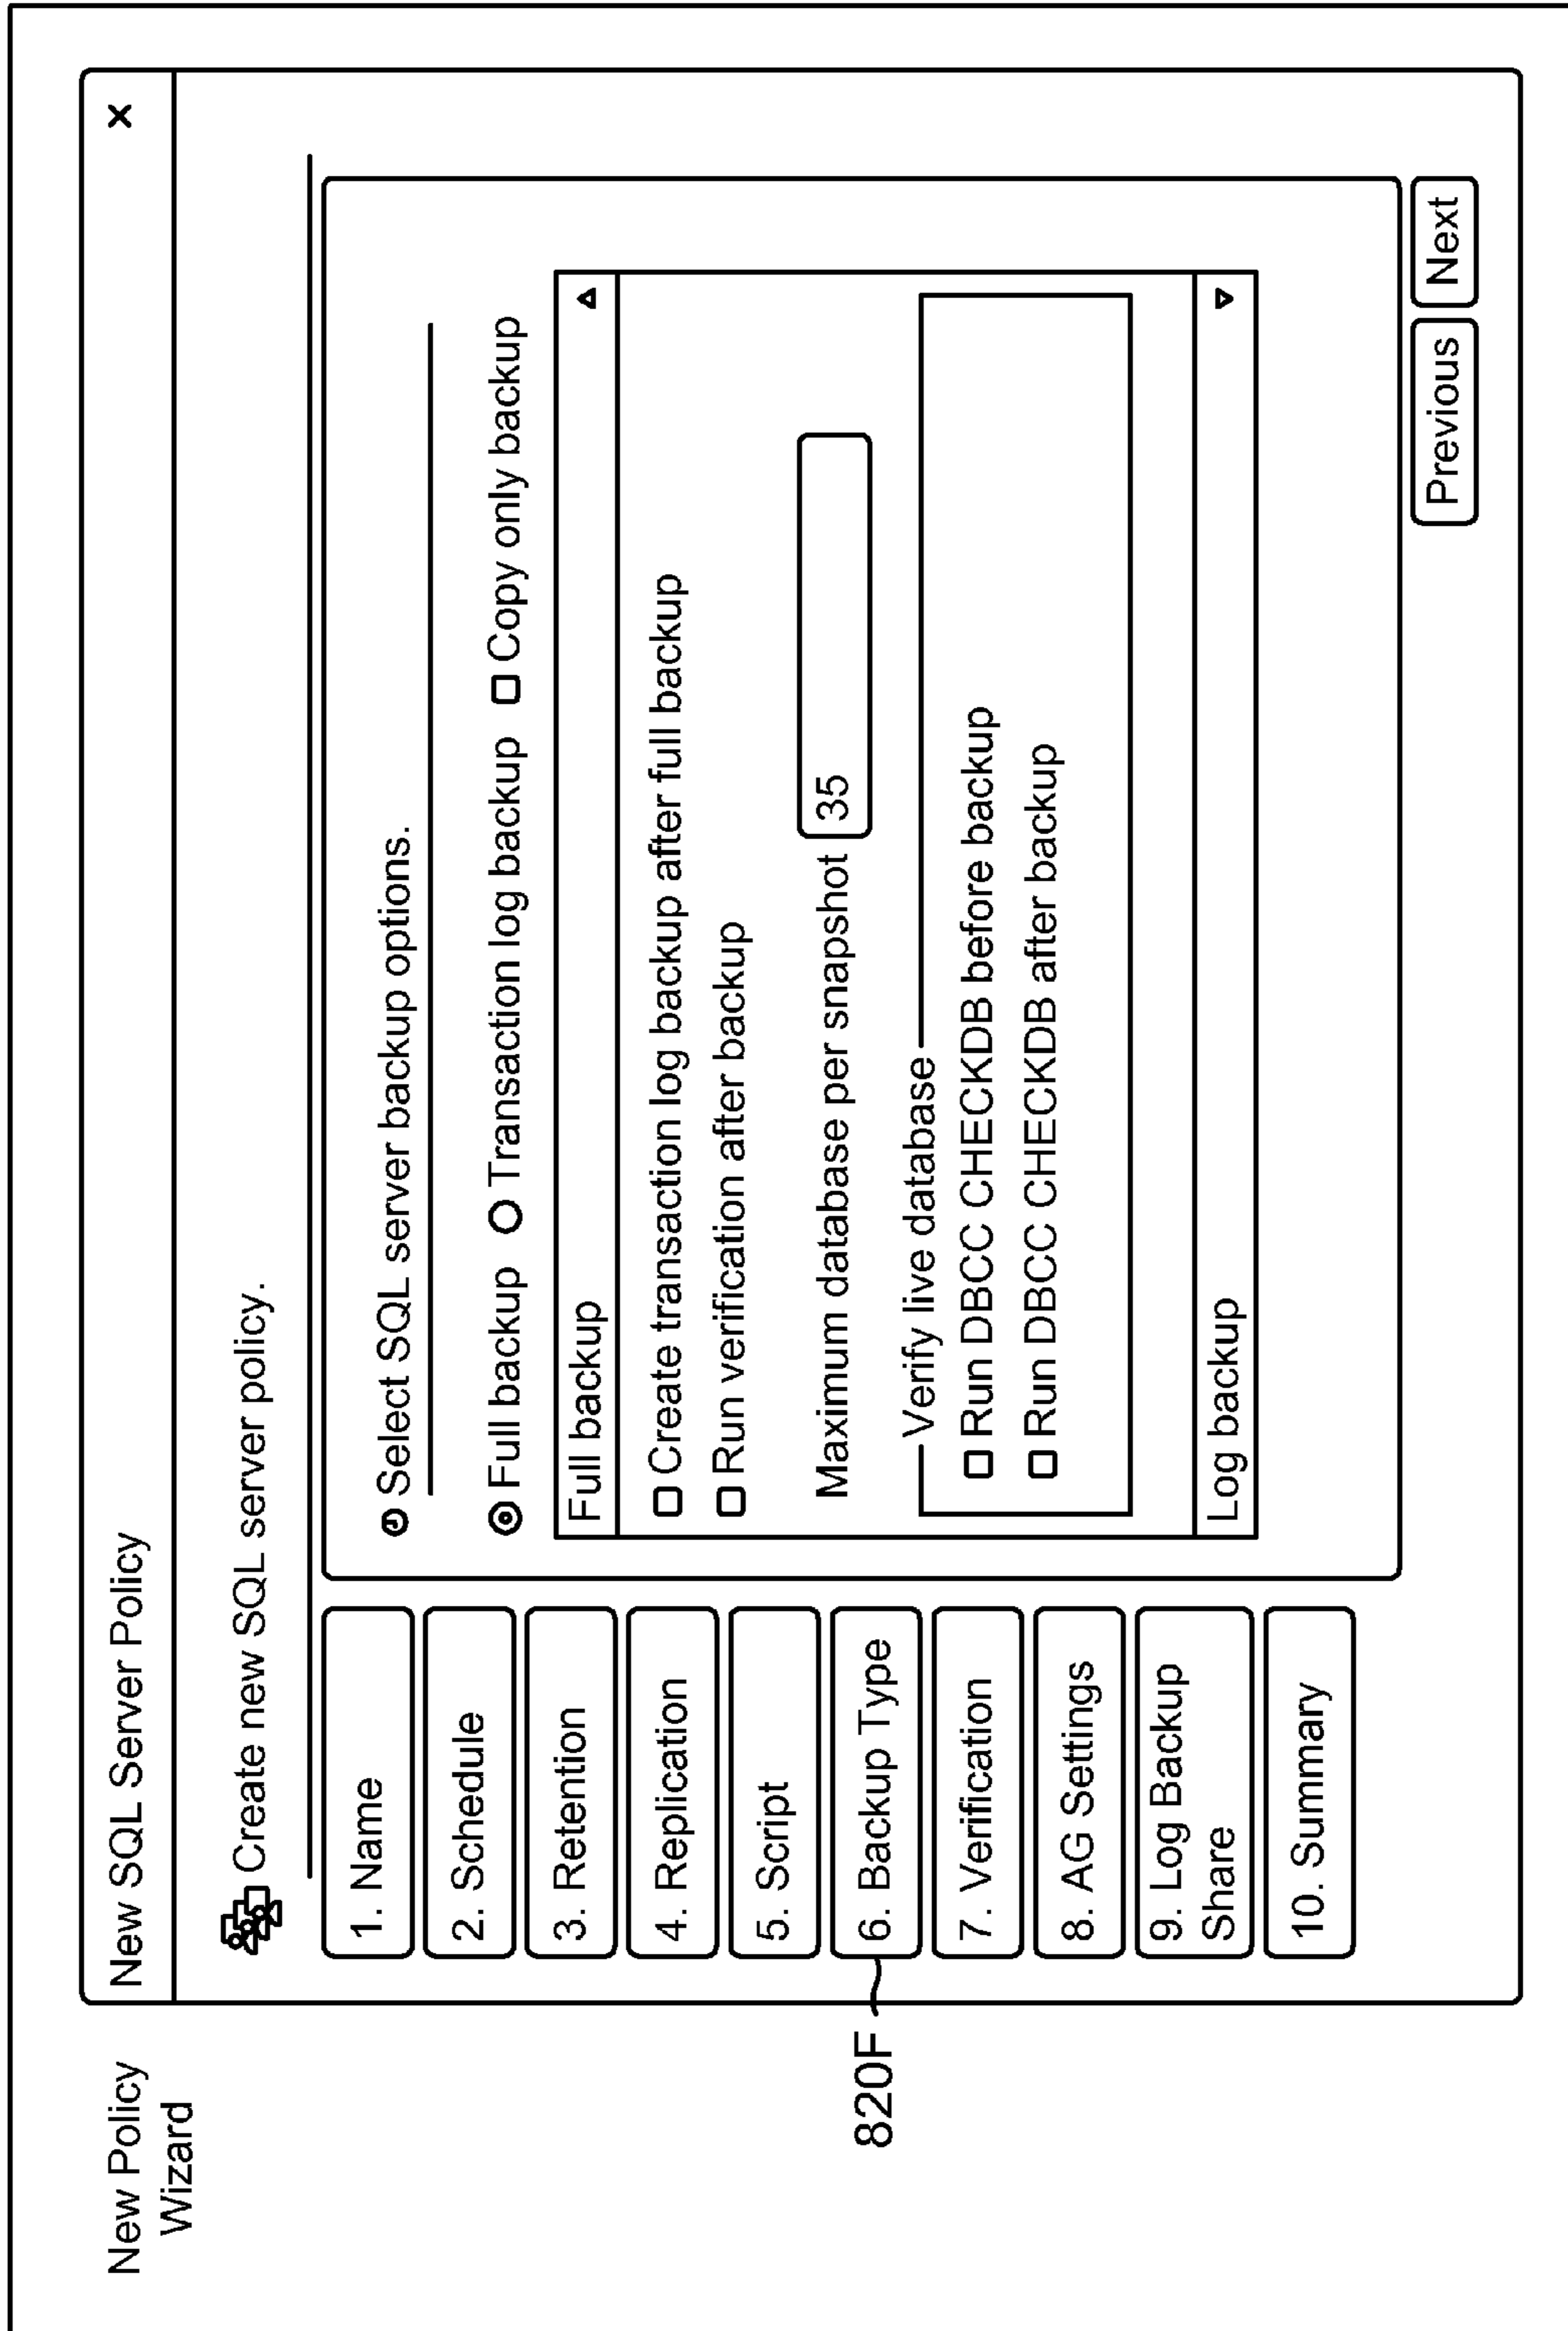 New Policy
Wizard
New SQL Server Policy
X
Create new SQL server policy.
1. Name
2. Schedule
3. Retention
4. Replication
5. Script
6. Backup Type
7. Verification
8. AG Settings
9. Log Backup
Share
10. Summary
820F
Select SQL server backup options.
Full backup Transaction log backup Copy only backup
Full backup
Create transaction log backup after full backup
Run verification after backup
Maximum database per snapshot 35
Verify live database
Run DBCC CHECKDB before backup
Run DBCC CHECKDB after backup
Log backup
Previous Next